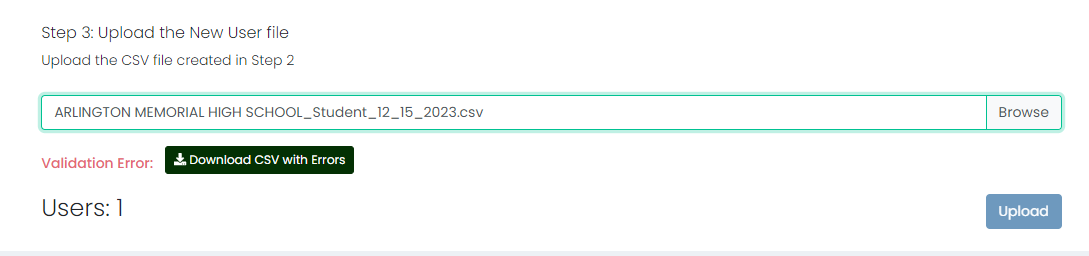 Step 3: Upload the New User file
Upload the CSV file created in Step 2
ARLINGTON MEMORIAL HIGH SCHOOL_Student_12_15_2023.csv Browse
Validation Error: Download CSV with Errors
Users: 1
Upload